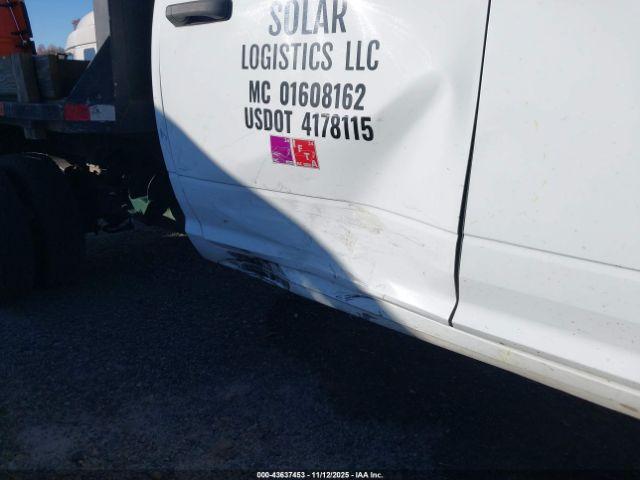 SOLAR
LOGISTICS LLC
MC 01608162
USDOT 4178115
F
T
A
000-43637453 - 11/12/2025 - IAA Inc.